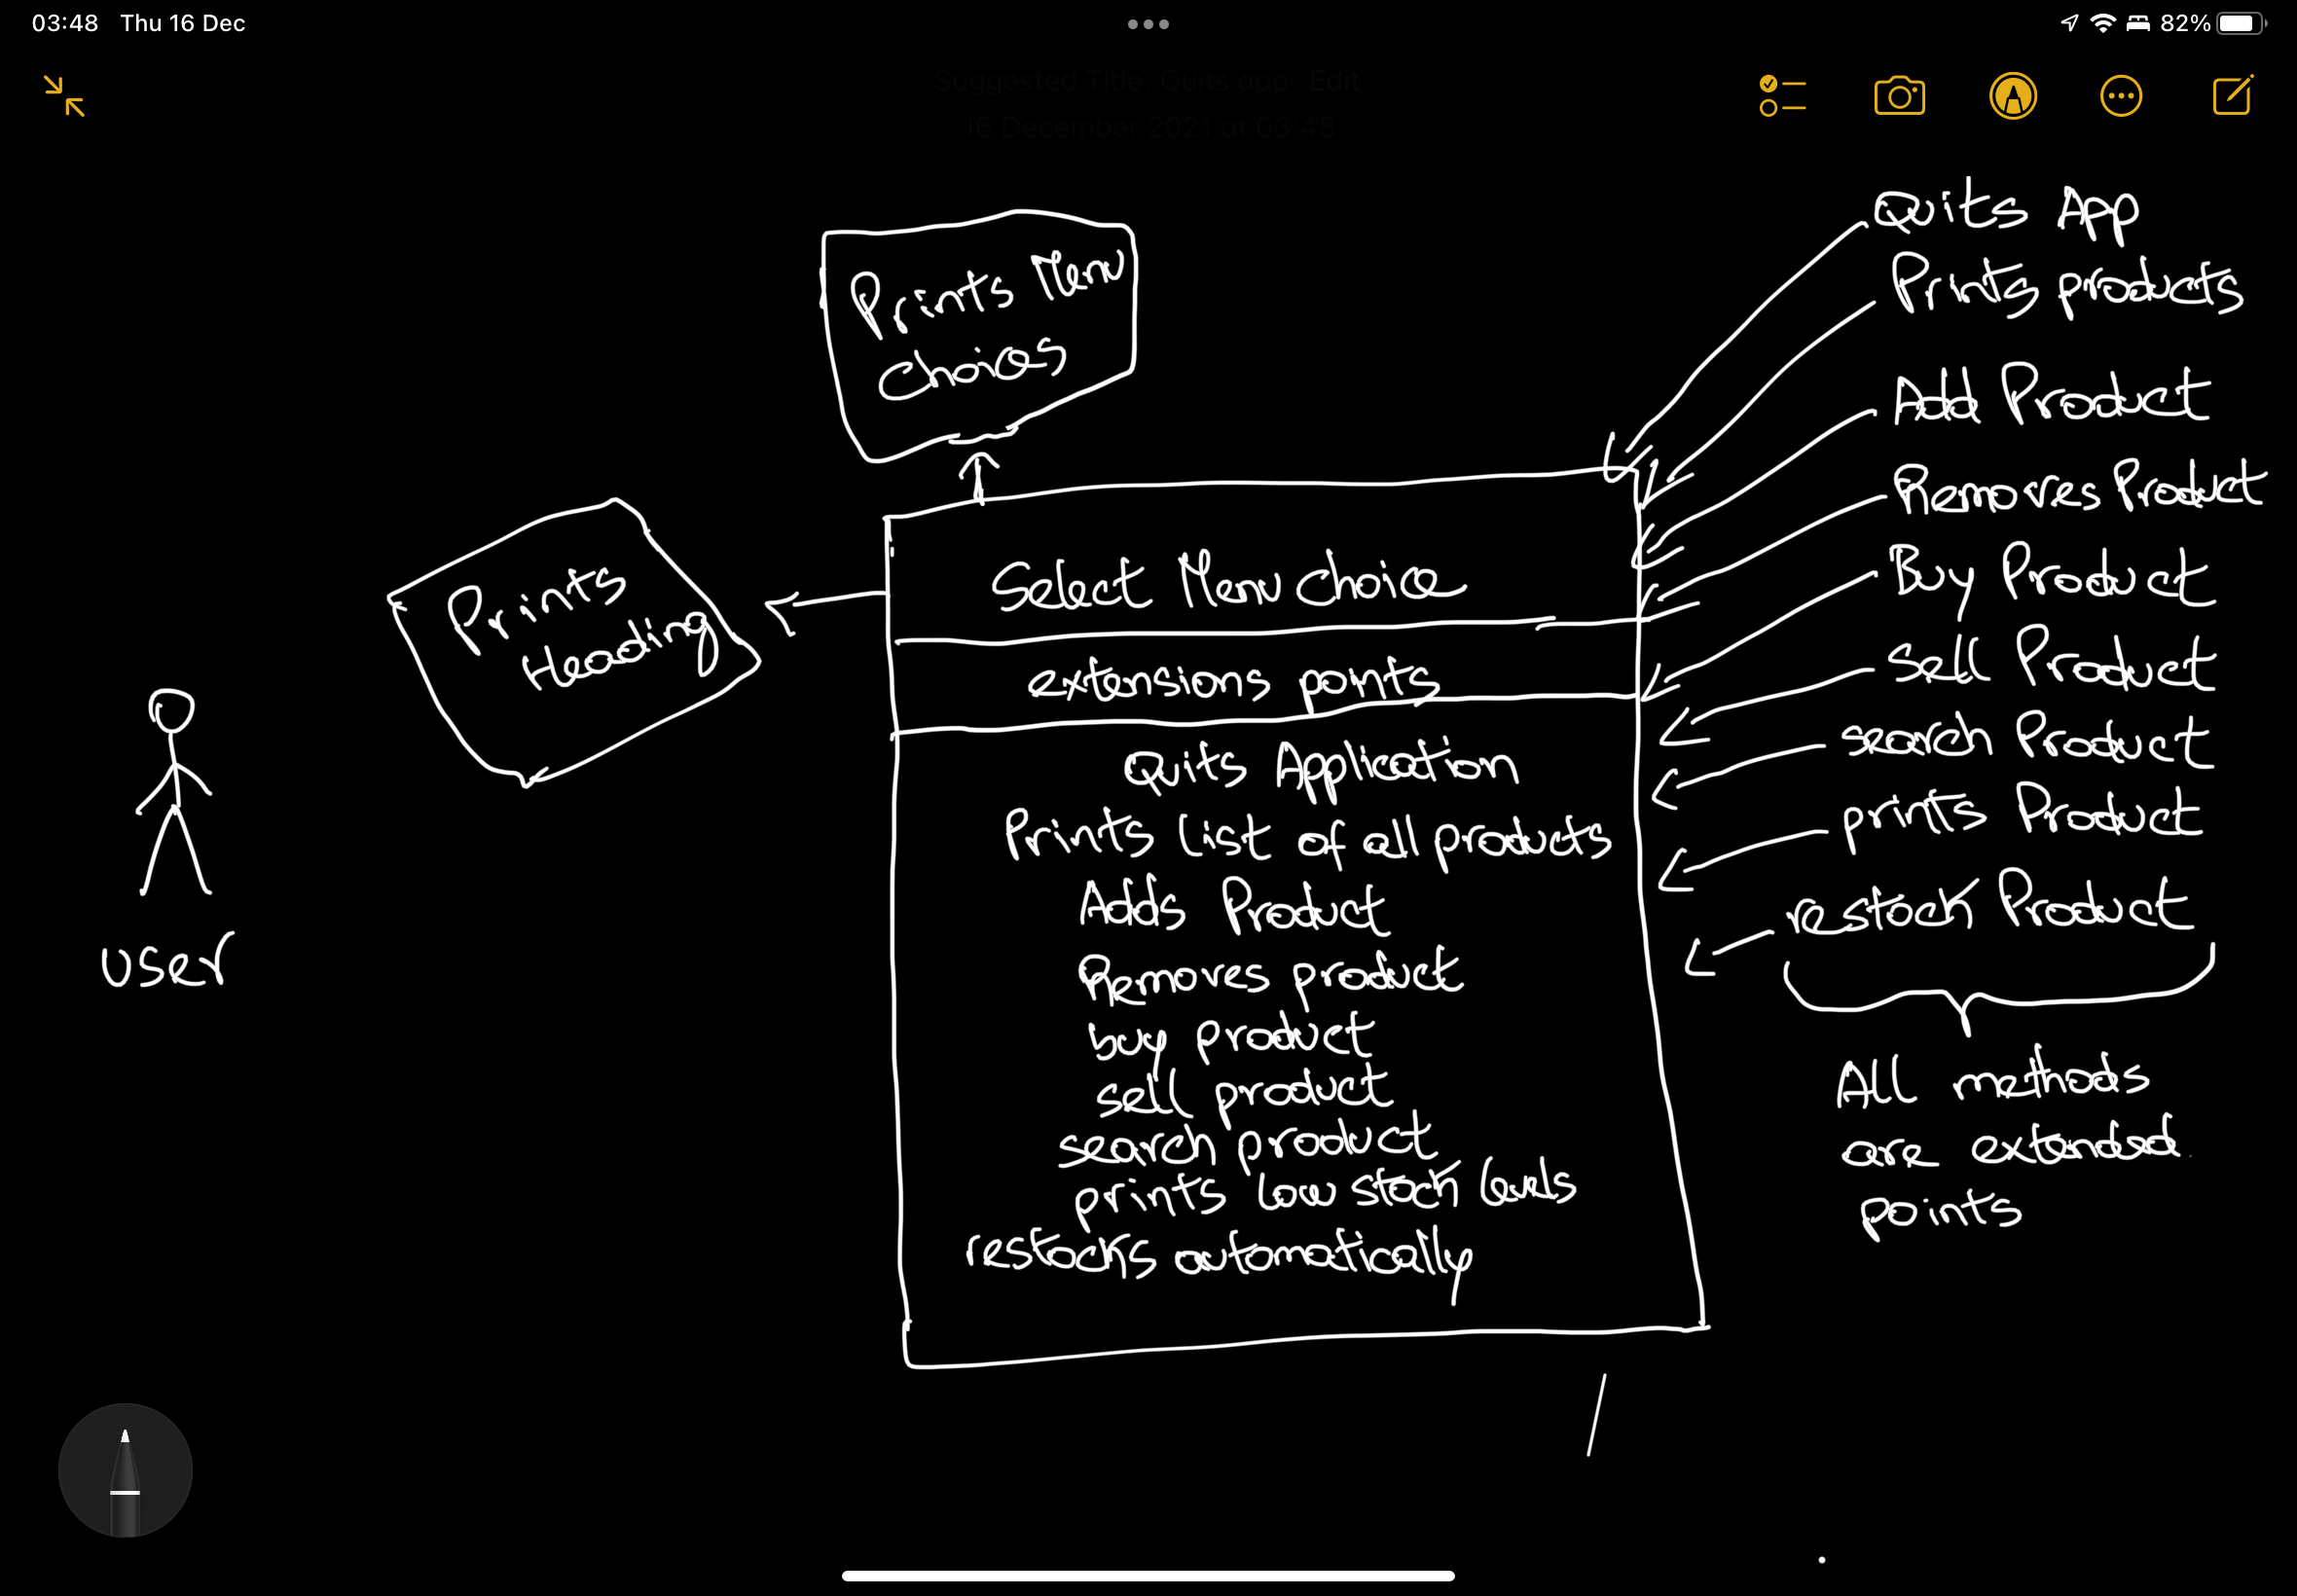 03:48 Thu 16 Dec
82%
Suggested Title: Quits app Edit
16 December 2021 at 03:48
Prints Menu
Choices
Prints
Heading
user
Select Menu choice
extensions points
Quits Application
Prints list of all products
Adds Product
Removes product
buy product
sell product
search product
prints low stock levels
restocks automatically
Quits App
Prints products
Add Product
Removes Product
Buy Product
Sell Product
search Product
prints Product
restock Product
All methods
are extended
points